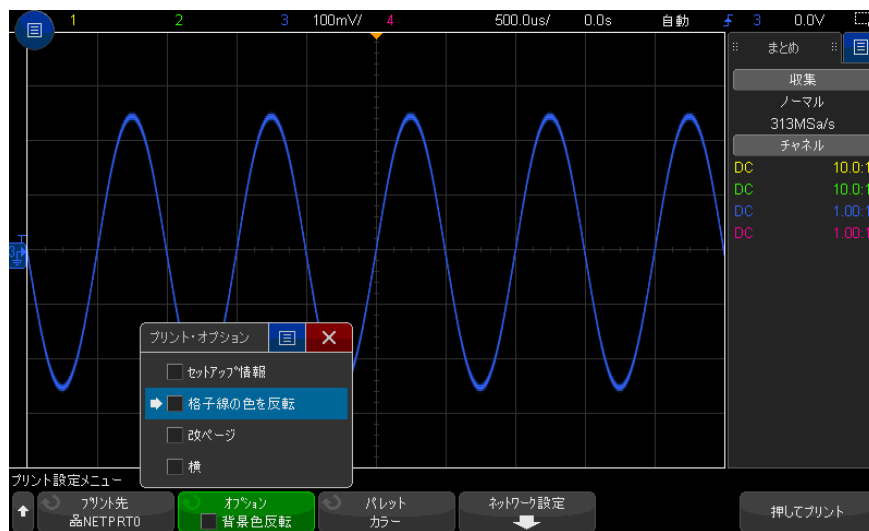 1 2 3 100mV/ 4 500.0us/ 0.0s 自動 3 0.0V
まとめ
収集
ノーマル
313MSa/s
チャネル
DC 10.0:1
DC 10.0:1
DC 1.00:1
DC 1.00:1
プリント・オプション
セットアップ情報
格子線の色を反転
改ページ
横
プリント設定メニュー
プリント先
NETPRT0
オプション
背景色反転
パレット
カラー
ネットワーク設定
押してプリント